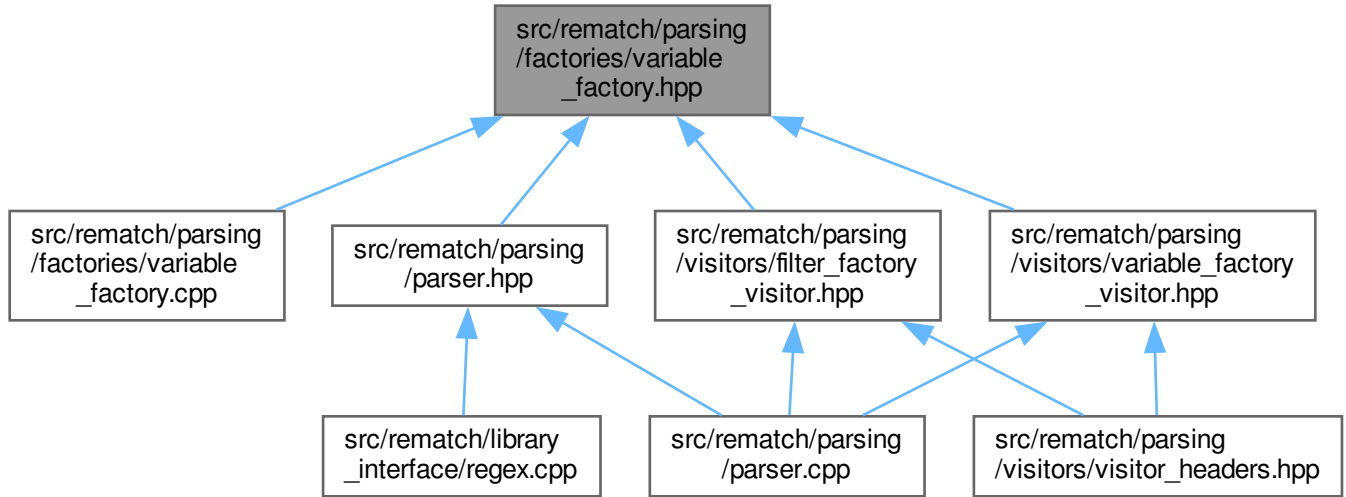 src/rematch/parsing
/factories/variable
_factory.hpp
src/rematch/parsing
/factories/variable
_factory.cpp
src/rematch/parsing
/parser.hpp
src/rematch/parsing
/visitors/filter_factory
_visitor.hpp
src/rematch/parsing
/visitors/variable_factory
_visitor.hpp
src/rematch/library
_interface/regex.cpp
src/rematch/parsing
/parser.cpp
src/rematch/parsing
/visitors/visitor_headers.hpp